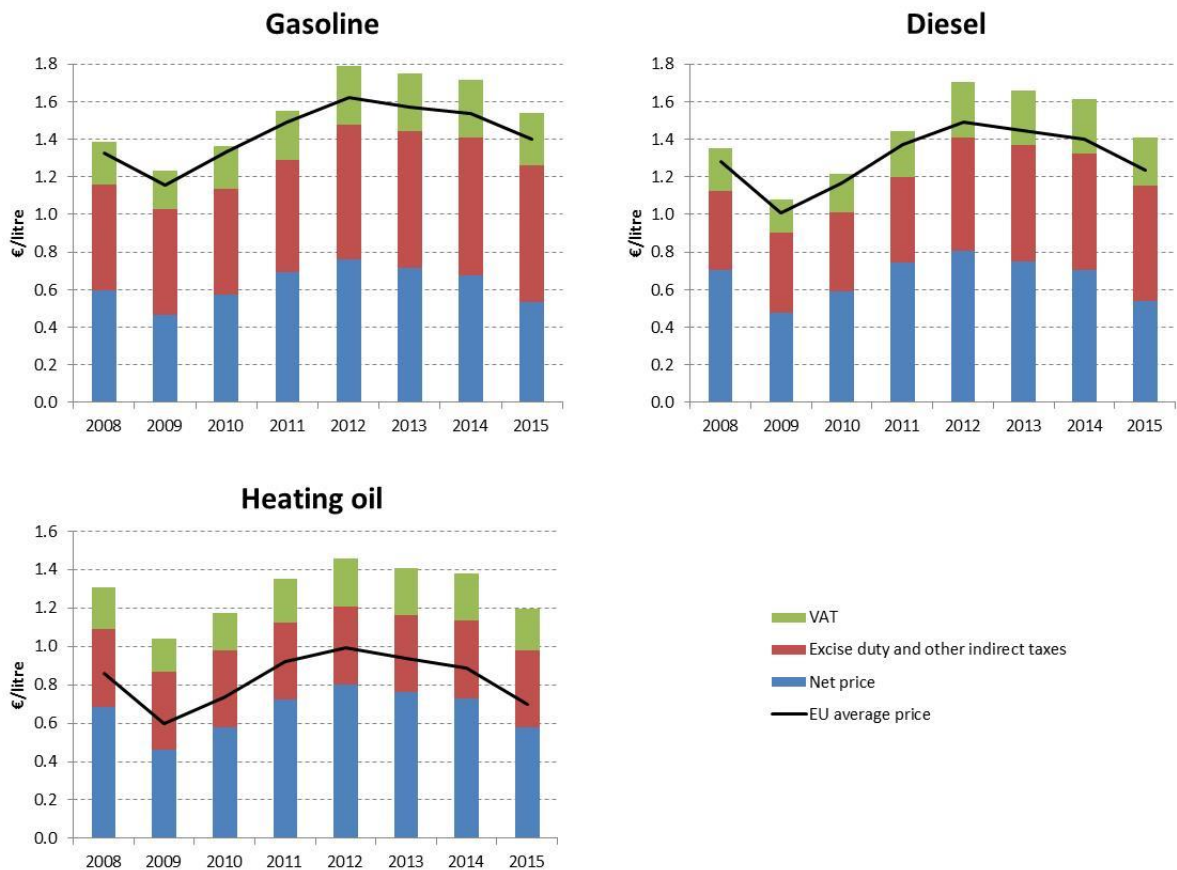 Gasoline
€/litre
1.8
1.6
1.4
1.2
1.0
0.8
0.6
0.4
0.2
0.0
2008 2009 2010 2011 2012 2013 2014 2015
Diesel
€/litre
1.8
1.6
1.4
1.2
1.0
0.8
0.6
0.4
0.2
0.0
2008 2009 2010 2011 2012 2013 2014 2015
Heating oil
€/litre
1.6
1.4
1.2
1.0
0.8
0.6
0.4
0.2
0.0
2008 2009 2010 2011 2012 2013 2014 2015
VAT
Excise duty and other indirect taxes
Net price
EU average price